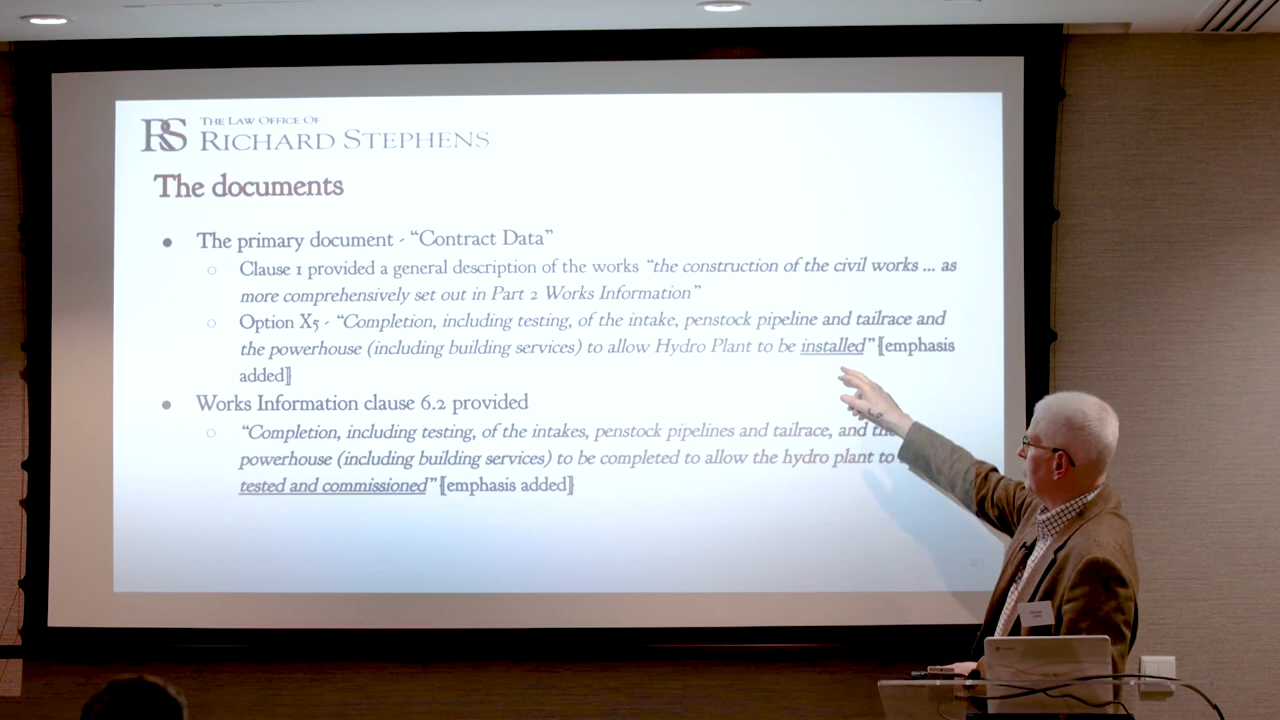 RS THE LAW OFFICE OF
RICHARD STEPHENS
The documents
● The primary document - “Contract Data”
○ Clause 1 provided a general description of the works “the construction of the civil works ... as
more comprehensively set out in Part 2 Works Information”
○ Option X5 - “Completion, including testing, of the intake, penstock pipeline and tailrace and
the powerhouse (including building services) to allow Hydro Plant to be installed” [emphasis
added]
● Works Information clause 6.2 provided
○ “Completion, including testing, of the intakes, penstock pipelines and tailrace, and the
powerhouse (including building services) to be completed to allow the hydro plant to
tested and commissioned” [emphasis added]